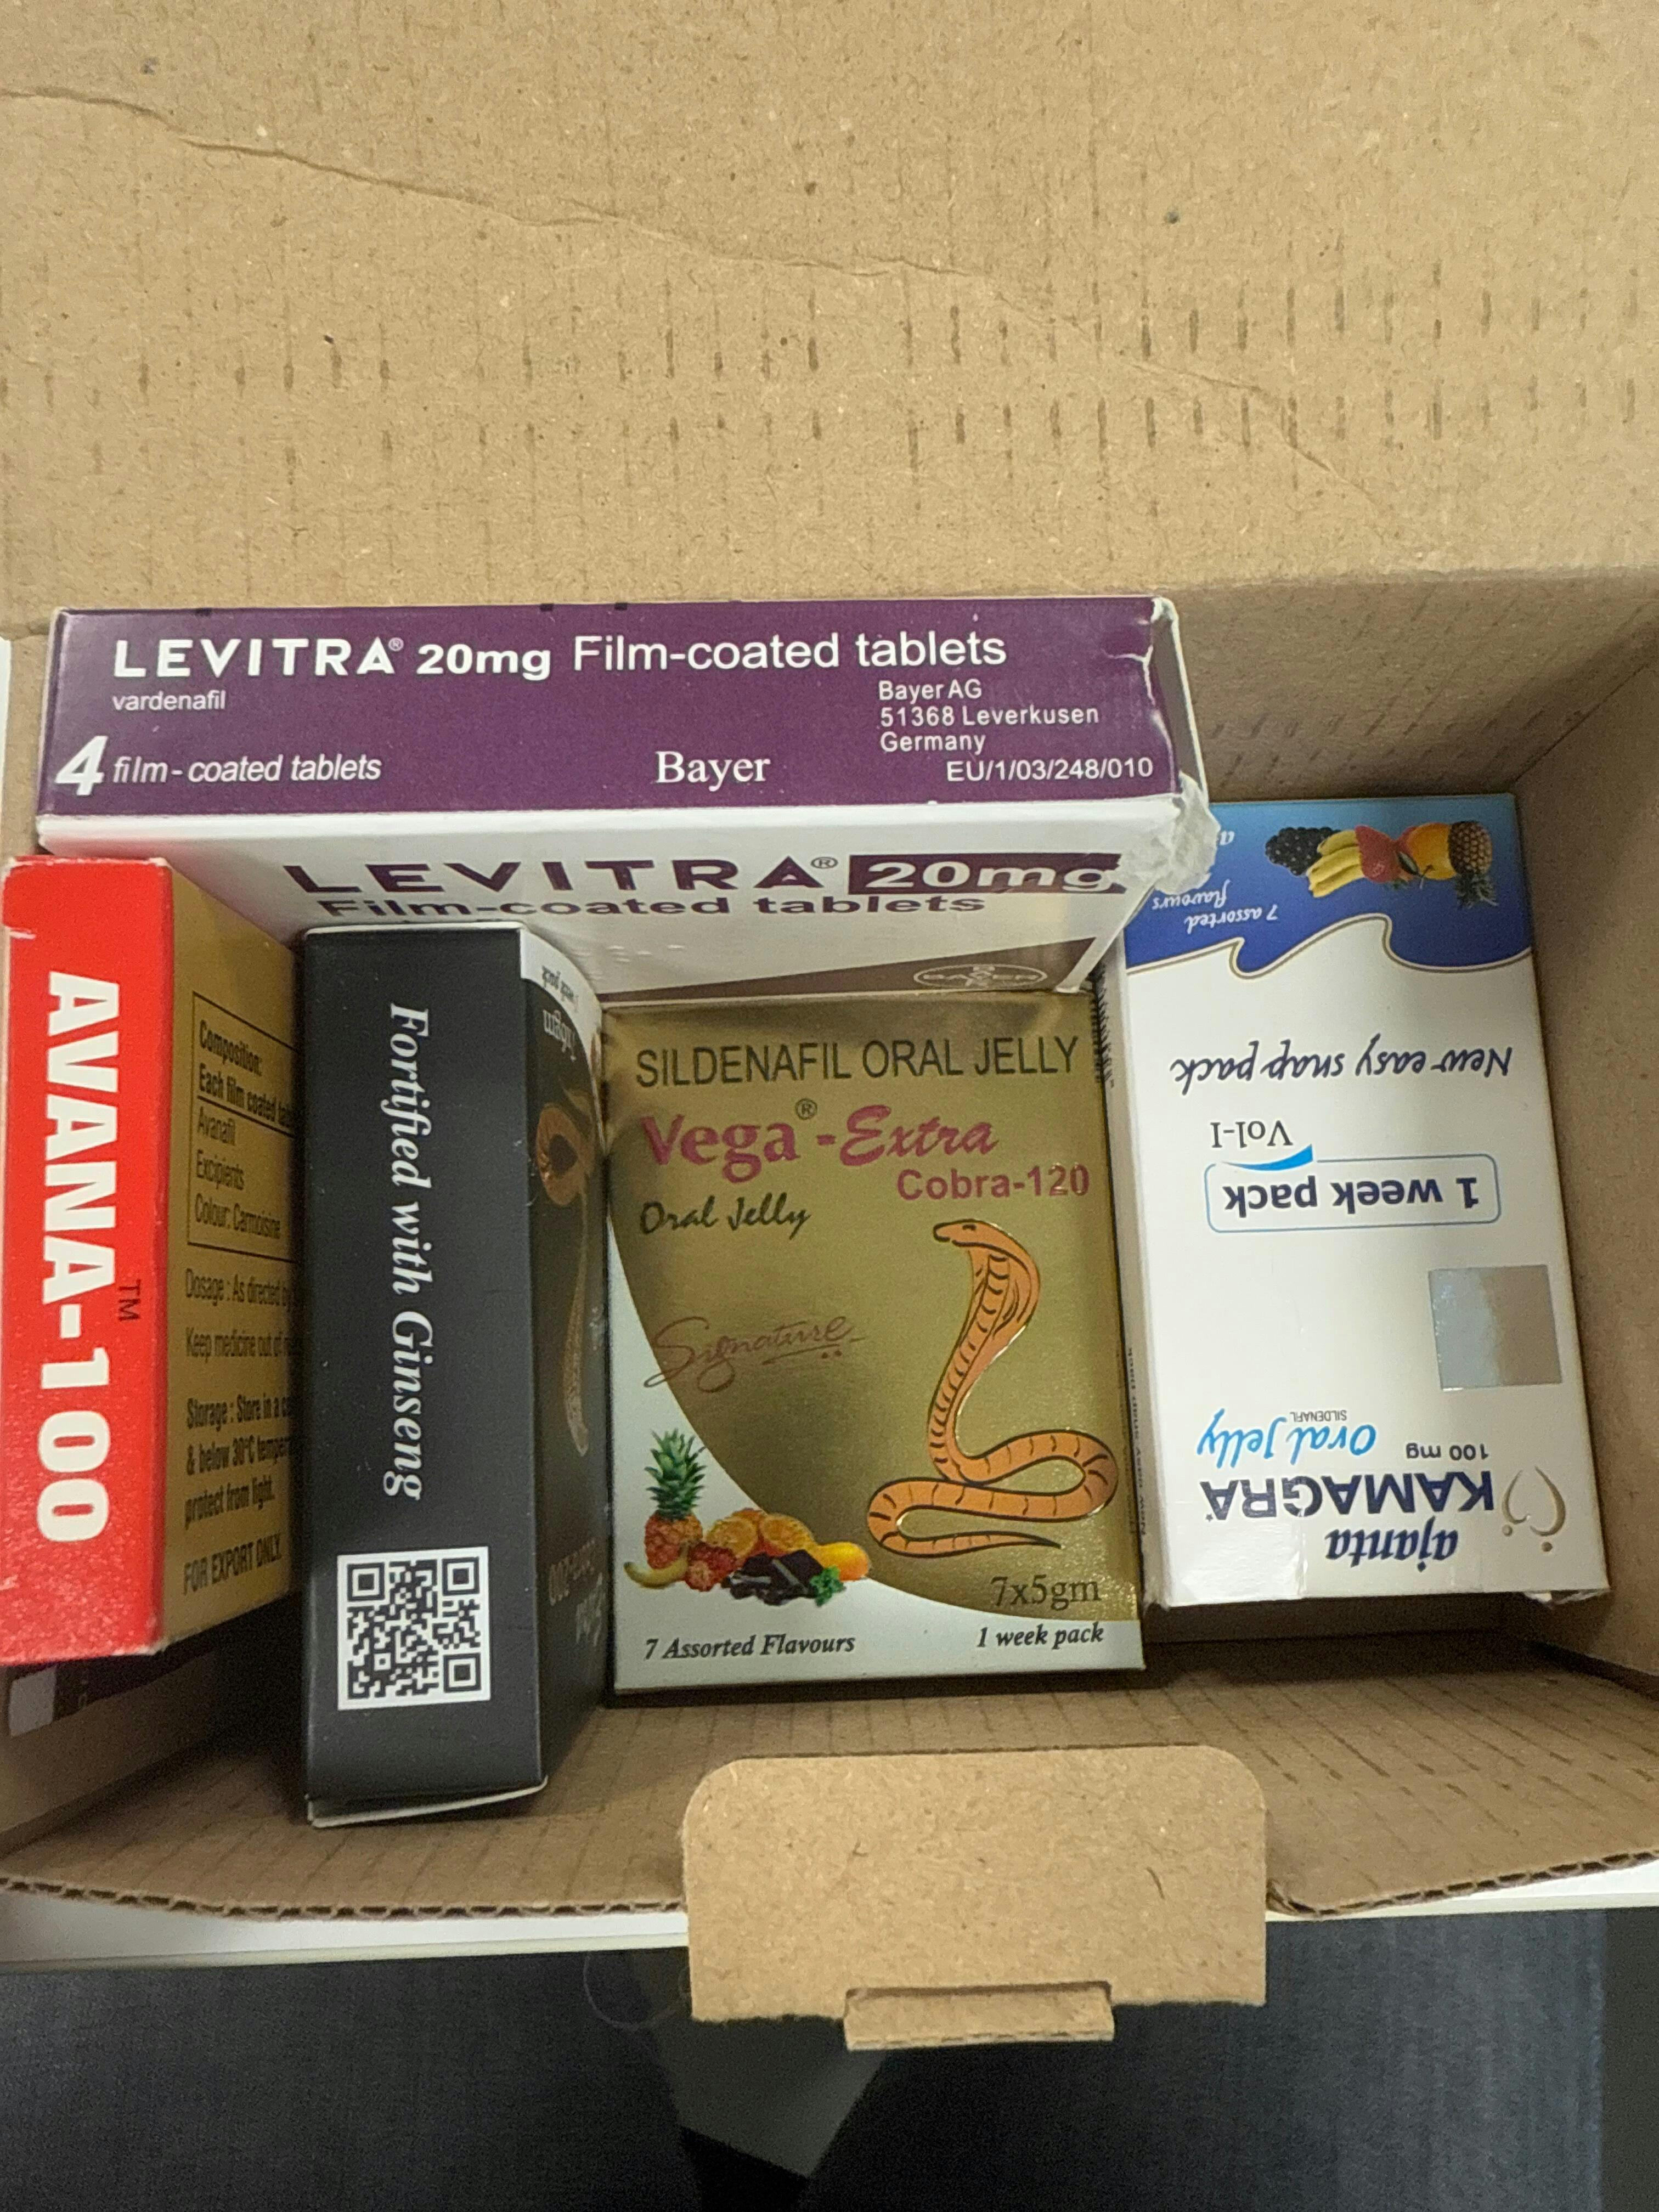 LEVITRA® 20mg Film-coated tablets
vardenafil
Bayer AG
51368 Leverkusen
Germany
4 film-coated tablets
Bayer
EU/1/03/248/010
LEVITRA® 20mg
Film-coated tablets
BAYER
AVANA-100
TM
Composition:
Each film coated
Avanafil
Excipients
Colour: Carmoisine
Dosage : As directed
Keep medicine out of
Storage : Store in a
& below 30°C
protect from light.
FOR EXPORT ONLY.
Fortified with Ginseng
week pack
SILDENAFIL ORAL JELLY
Vega®-Extra
Cobra-120
Oral Jelly
Signature
7x5gm
7 Assorted Flavours
1 week pack
ajanta
KAMAGRA
100 mg
Oral Jelly
SILDENAFIL
1 week pack
Vol-I
New easy snap pack
7 assorted
flavours